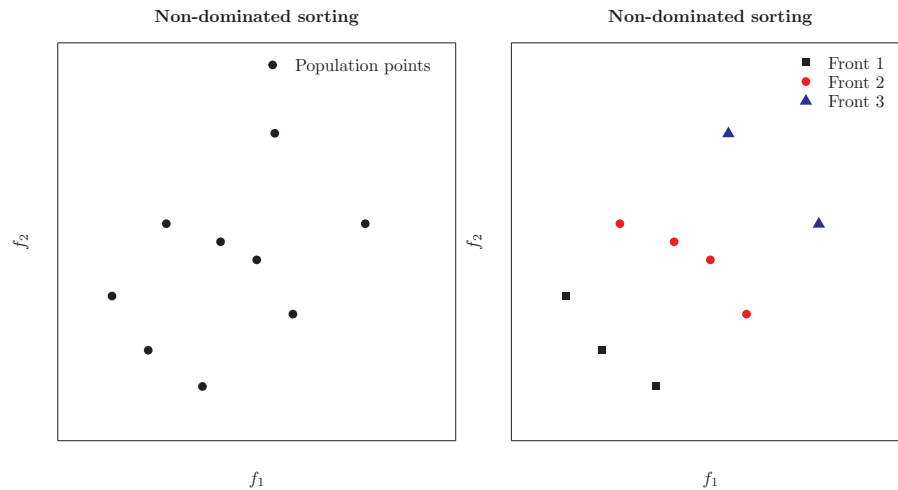 Non-dominated sorting
Population points
f2
f1
Non-dominated sorting
Front 1
Front 2
Front 3
f2
f1